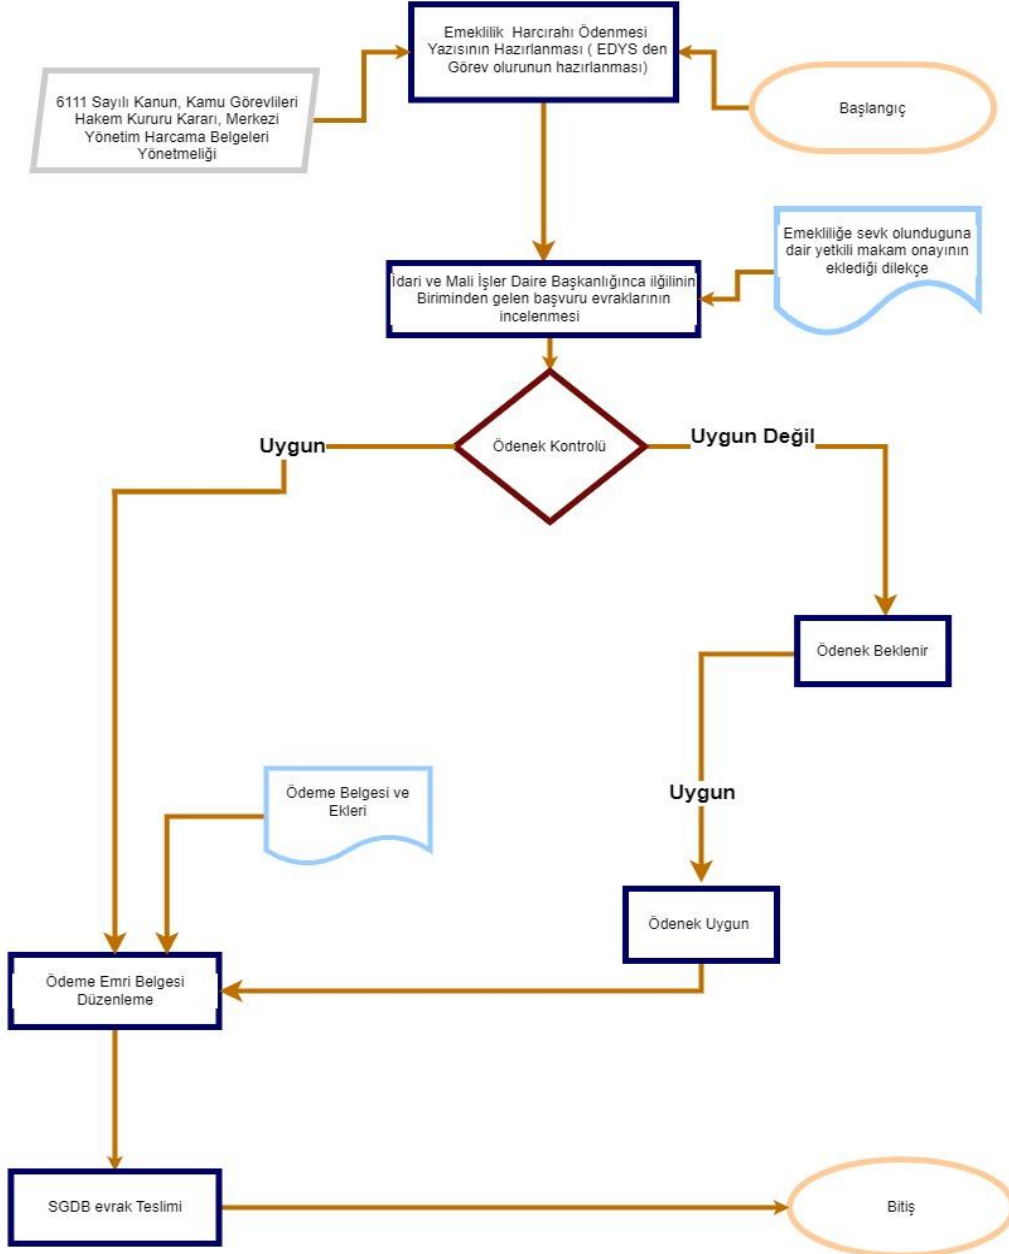 Emeklilik Harcırahı Ödenmesi
Yazısının Hazırlanması ( EDYS den
Görev olurunun hazırlanması)
6111 Sayılı Kanun, Kamu Görevlileri
Hakem Kururu Kararı, Merkezi
Yönetim Harcama Belgeleri
Yönetmeliği
Başlangıç
Emekliliğe sevk olunduguna
dair yetkili makam onayının
eklediği dilekçe
İdari ve Mali İşler Daire Başkanlığınca ilğilinin
Biriminden gelen başvuru evraklarının
incelenmesi
Uygun
Ödenek Kontrolü
Uygun Değil
Ödenek Beklenir
Uygun
Ödeme Belgesi ve
Ekleri
Ödenek Uygun
Ödeme Emri Belgesi
Düzenleme
SGDB evrak Teslimi
Bitiş